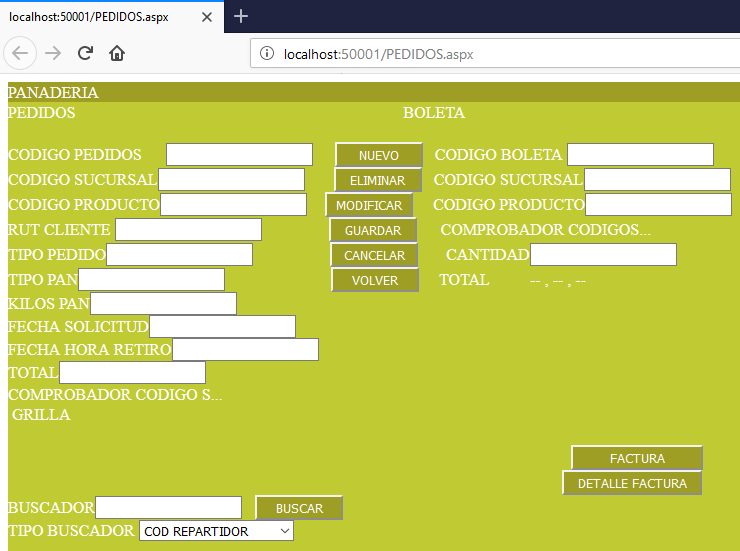 localhost:50001/PEDIDOS.aspx
localhost:50001/PEDIDOS.aspx
PANADERIA
PEDIDOS BOLETA
CODIGO PEDIDOS NUEVO CODIGO BOLETA
CODIGO SUCURSAL ELIMINAR CODIGO SUCURSAL
CODIGO PRODUCTO MODIFICAR CODIGO PRODUCTO
RUT CLIENTE GUARDAR COMPROBADOR CODIGOS...
TIPO PEDIDO CANCELAR CANTIDAD
TIPO PAN VOLVER TOTAL -- , -- , --
KILOS PAN
FECHA SOLICITUD
FECHA HORA RETIRO
TOTAL
COMPROBADOR CODIGO S...
GRILLA
FACTURA
DETALLE FACTURA
BUSCADOR BUSCAR
TIPO BUSCADOR COD REPARTIDOR